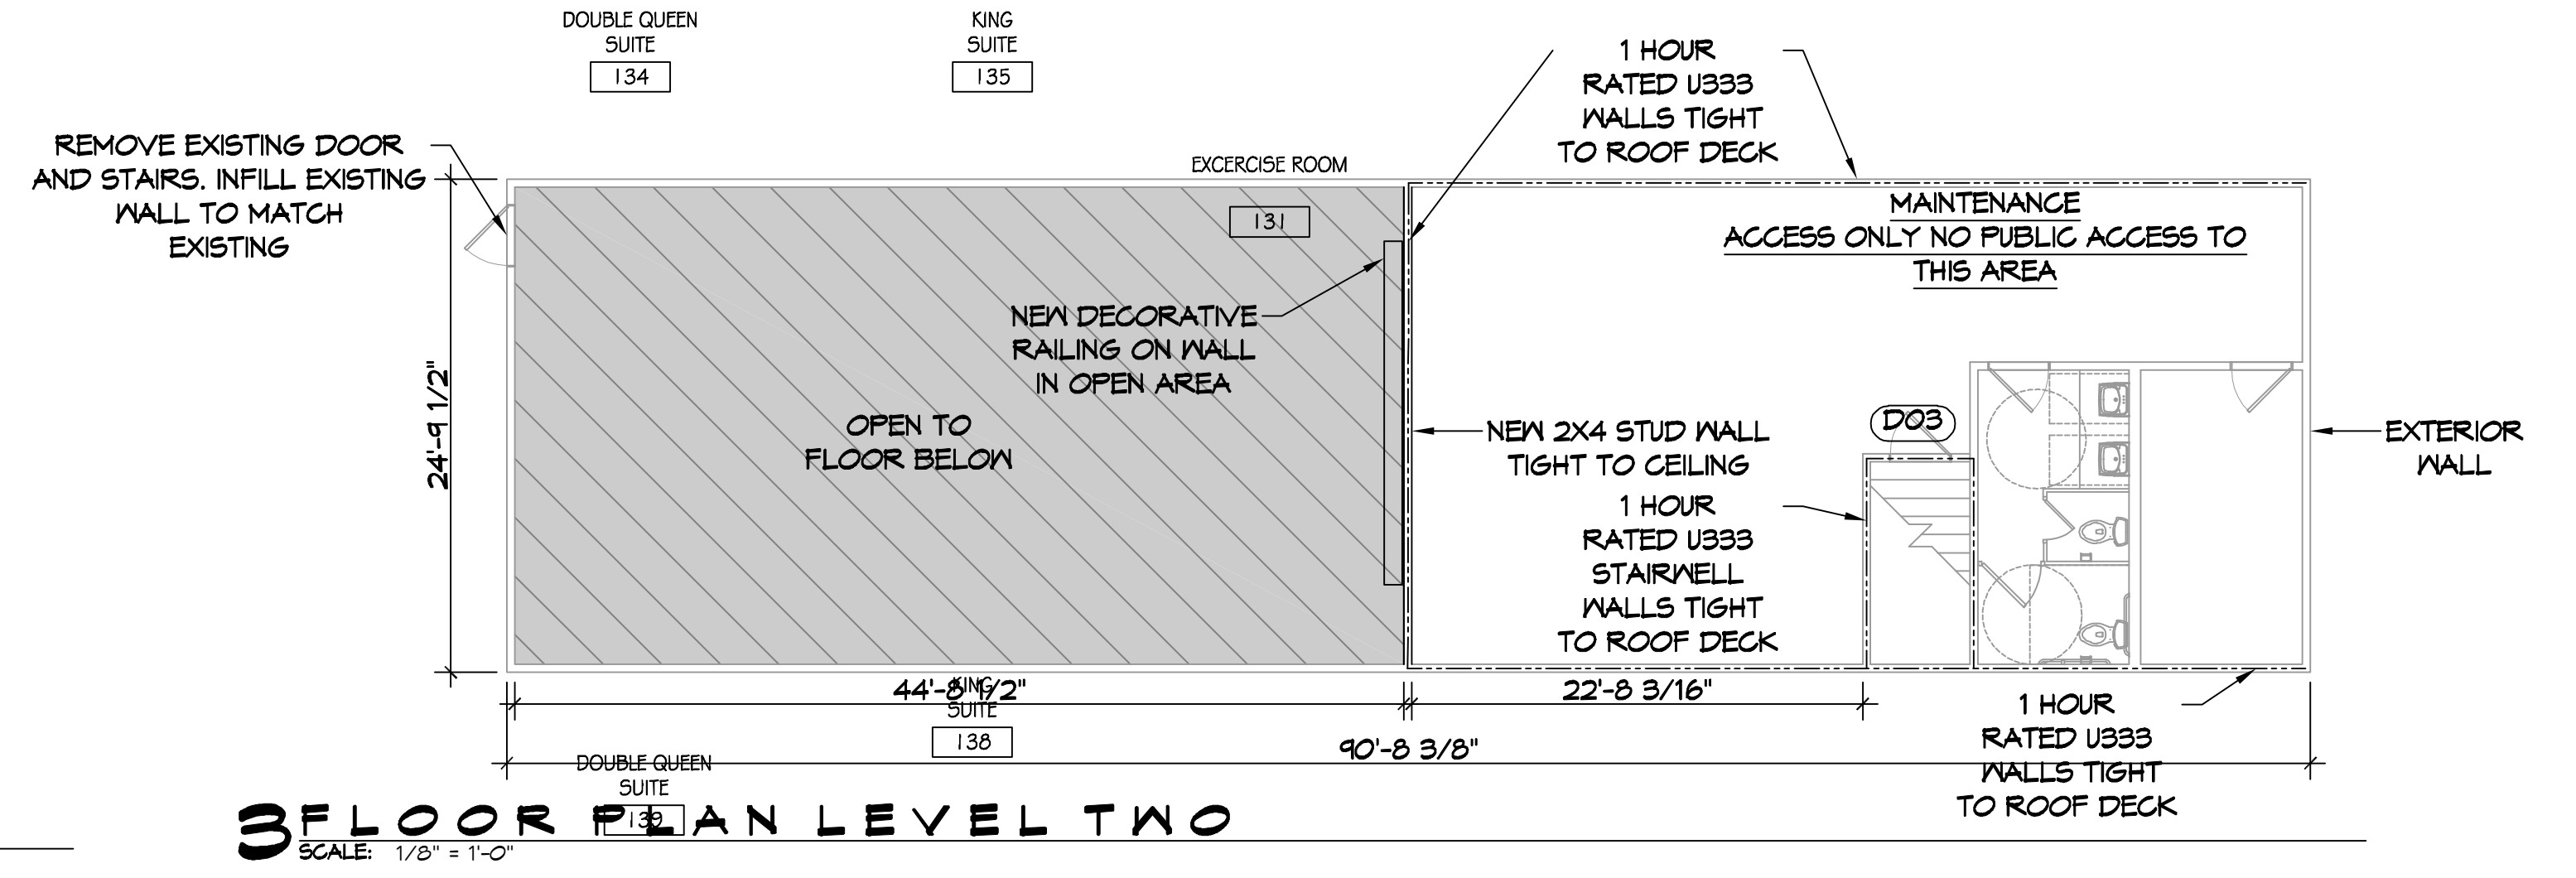 DOUBLE QUEEN
SUITE
134
KING
SUITE
135
1 HOUR
RATED U333
WALLS TIGHT
TO ROOF DECK
REMOVE EXISTING DOOR
AND STAIRS. INFILL EXISTING
WALL TO MATCH
EXISTING
EXCERCISE ROOM
131
MAINTENANCE
ACCESS ONLY NO PUBLIC ACCESS TO
THIS AREA
NEW DECORATIVE
RAILING ON WALL
IN OPEN AREA
24'-9 1/2"
OPEN TO
FLOOR BELOW
NEW 2X4 STUD WALL
TIGHT TO CEILING
D03
EXTERIOR
WALL
1 HOUR
RATED U333
STAIRWELL
WALLS TIGHT
TO ROOF DECK
44'-8 1/2"
22'-8 3/16"
KING
SUITE
138
90'-8 3/8"
1 HOUR
RATED U333
WALLS TIGHT
TO ROOF DECK
DOUBLE QUEEN
SUITE
139
3 FLOOR PLAN LEVEL TWO
SCALE: 1/8" = 1'-0"